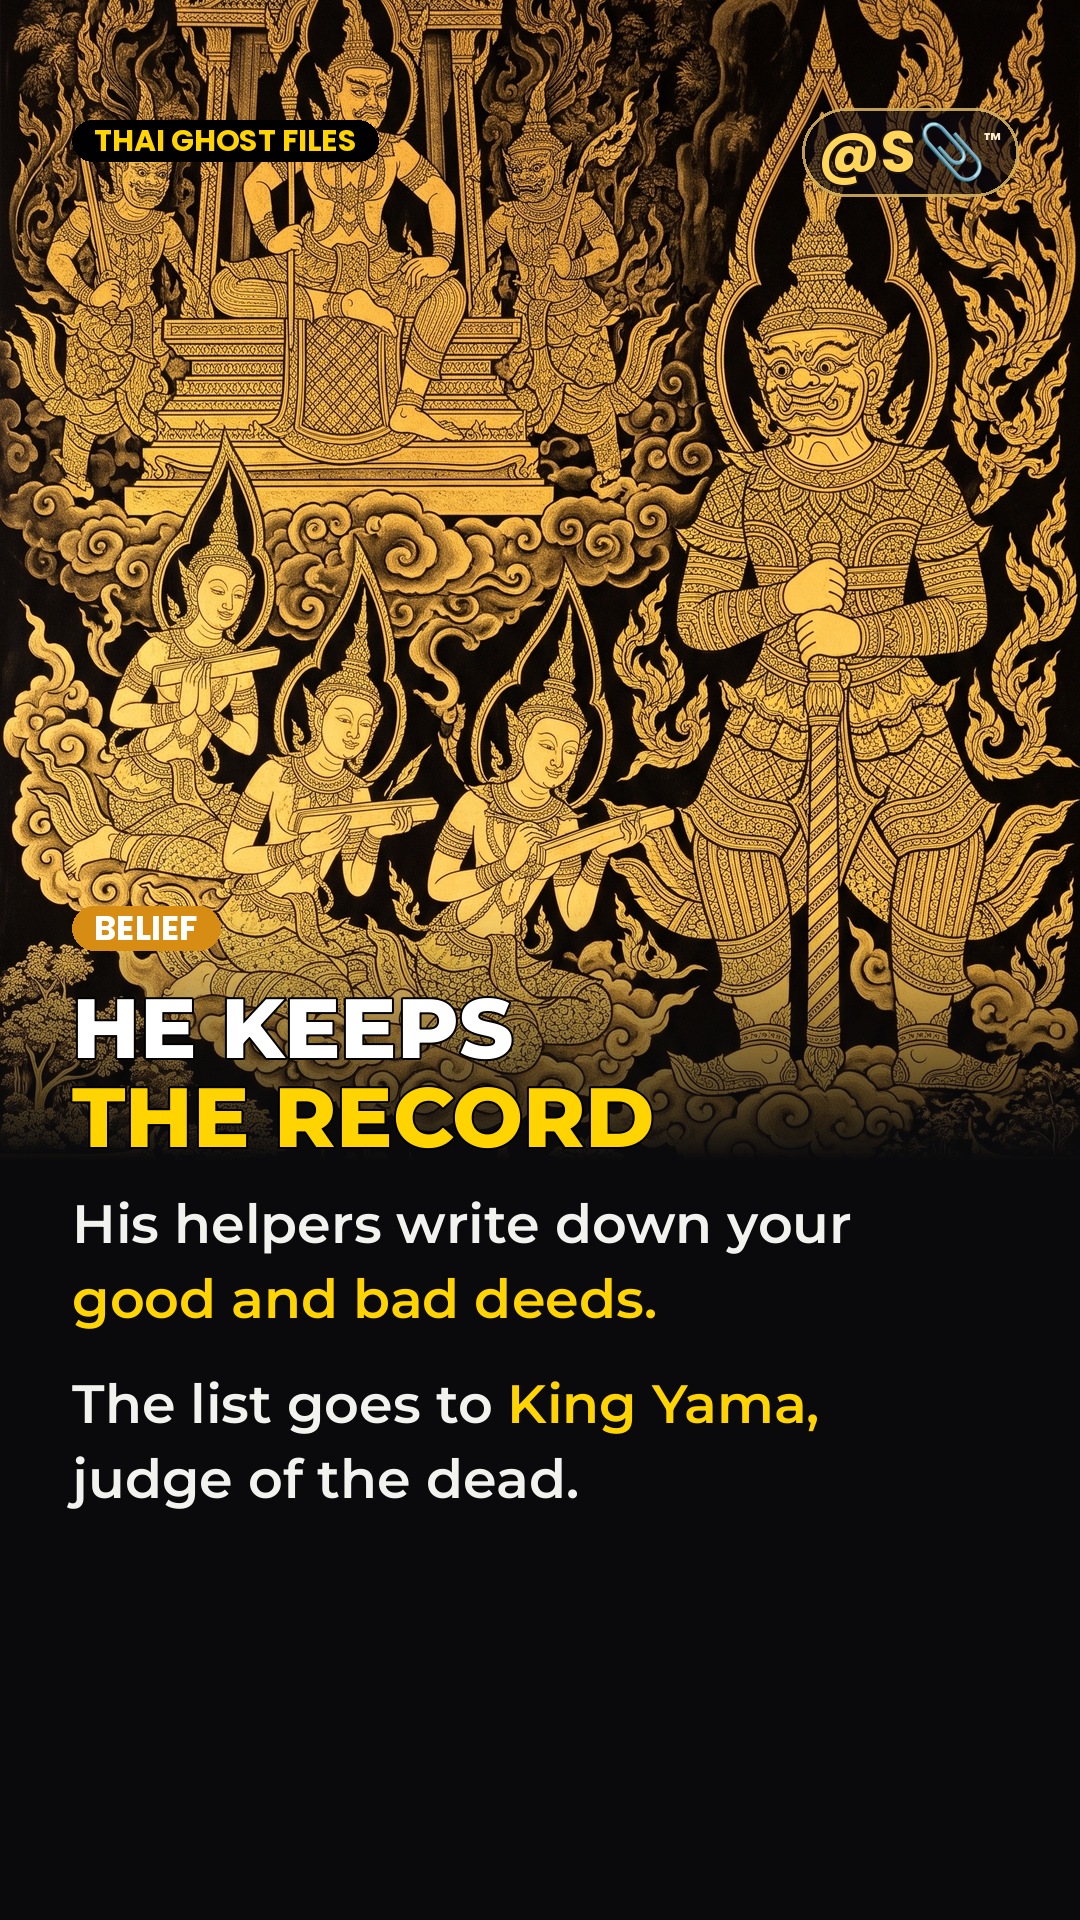 THAI GHOST FILES
@S📎™
BELIEF
HE KEEPS
THE RECORD
His helpers write down your
good and bad deeds.
The list goes to King Yama,
judge of the dead.